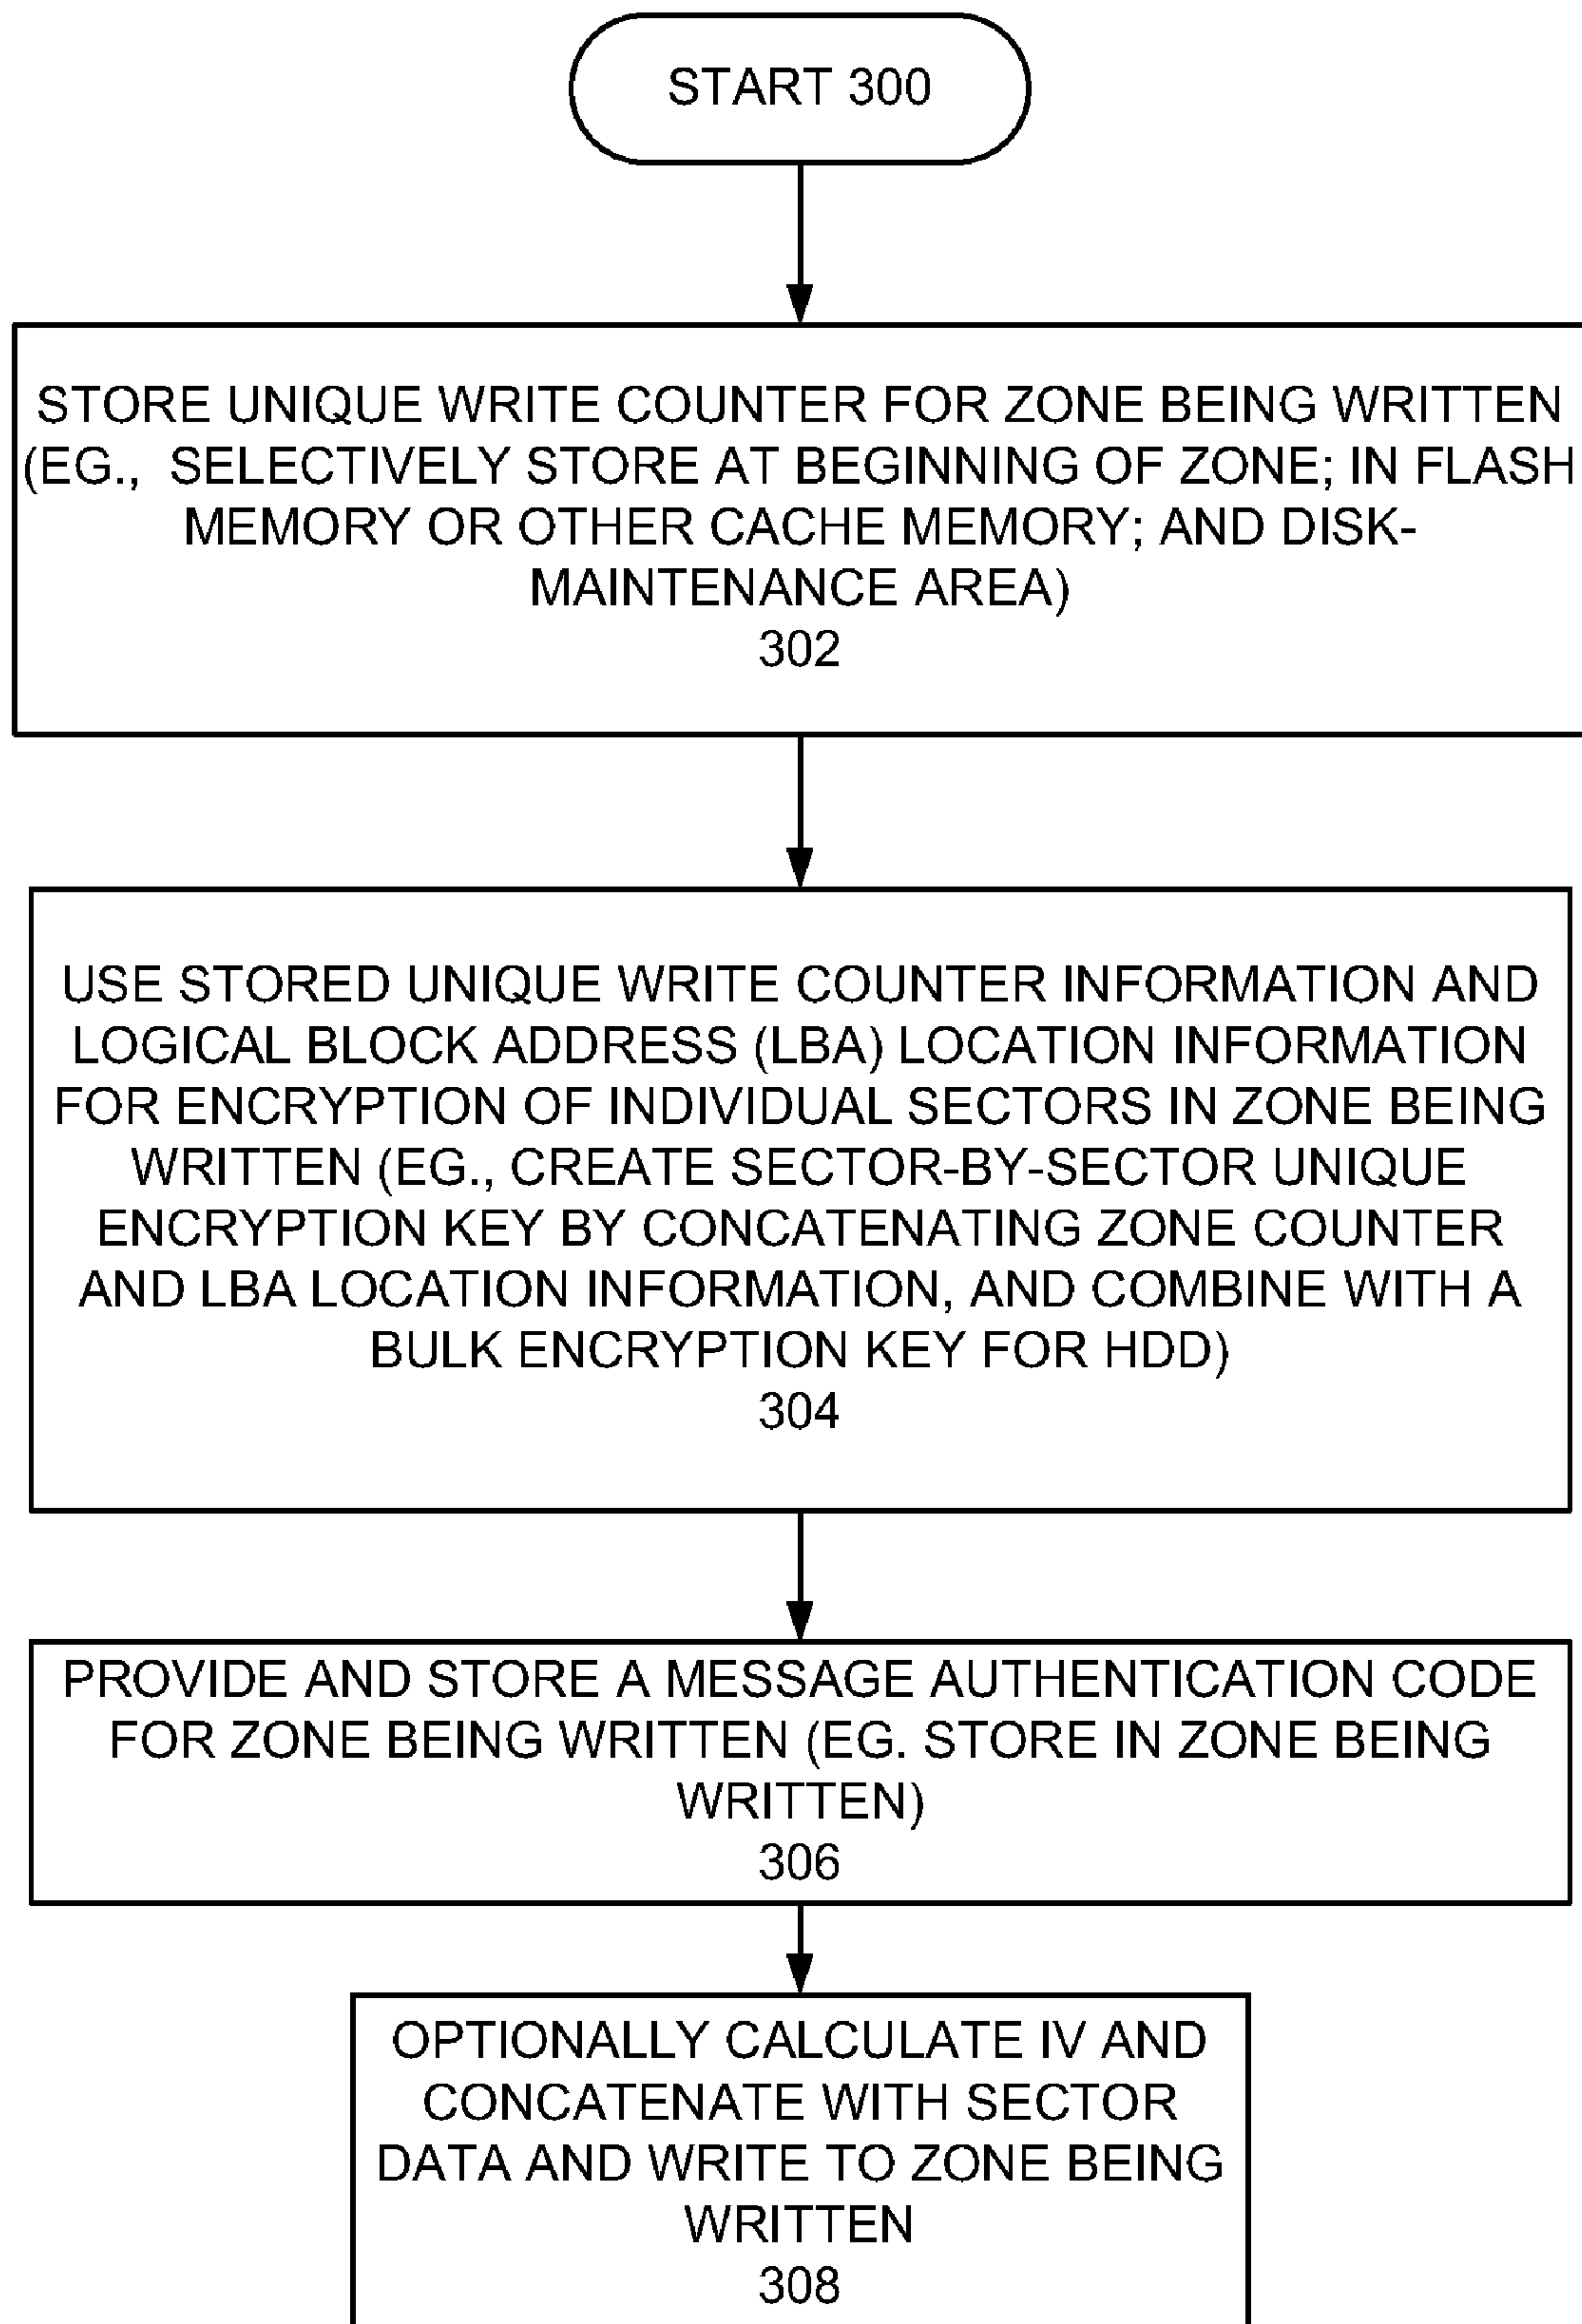 START 300
STORE UNIQUE WRITE COUNTER FOR ZONE BEING WRITTEN
(EG., SELECTIVELY STORE AT BEGINNING OF ZONE; IN FLASH
MEMORY OR OTHER CACHE MEMORY; AND DISK-
MAINTENANCE AREA)
302
USE STORED UNIQUE WRITE COUNTER INFORMATION AND
LOGICAL BLOCK ADDRESS (LBA) LOCATION INFORMATION
FOR ENCRYPTION OF INDIVIDUAL SECTORS IN ZONE BEING
WRITTEN (EG., CREATE SECTOR-BY-SECTOR UNIQUE
ENCRYPTION KEY BY CONCATENATING ZONE COUNTER
AND LBA LOCATION INFORMATION, AND COMBINE WITH A
BULK ENCRYPTION KEY FOR HDD)
304
PROVIDE AND STORE A MESSAGE AUTHENTICATION CODE
FOR ZONE BEING WRITTEN (EG. STORE IN ZONE BEING
WRITTEN)
306
OPTIONALLY CALCULATE IV AND
CONCATENATE WITH SECTOR
DATA AND WRITE TO ZONE BEING
WRITTEN
308